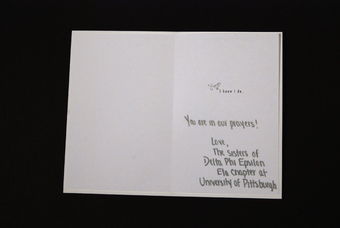 I know I do.
You are in our prayers!
Love,
The Sisters of
Delta Phi Epsilon
Eta Chapter at
University of Pittsburgh